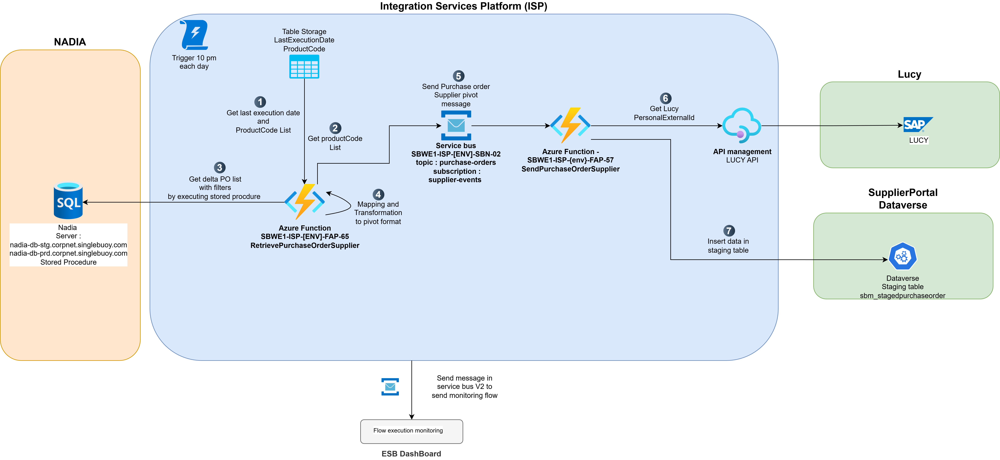 Integration Services Platform (ISP)
NADIA
Trigger 10 pm
each day
Table Storage
LastExecutionDate
ProductCode
1
Get last execution date
and
ProductCode List
2
Get productCode
List
3
Get delta PO list
with filters
by executing stored procdure
SQL
Nadia
Server :
nadia-db-stg.corpnet.singlebuoy.com
nadia-db-prd.corpnet.singlebuoy.com
Stored Procedure
4
Mapping and
Transformation
to pivot format
Azure Function
SBWE1-ISP-[ENV]-FAP-65
RetrievePurchaseOrderSupplier
5
Send Purchase order
Supplier pivot
message
Service bus
SBWE1-ISP-[ENV]-SBN-02
topic : purchase-orders
subscription :
supplier-events
Azure Function -
SBWE1-ISP-{env}-FAP-57
SendPurchaseOrderSupplier
6
Get Lucy
PersonalExternalId
API management
LUCY API
Lucy
SAP
®
LUCY
SupplierPortal
Dataverse
7
Insert data in
staging table
Dataverse
Staging table
sbm_stagedpurchaseorder
Send message in
service bus V2 to
send monitoring flow
Flow execution monitoring
ESB DashBoard